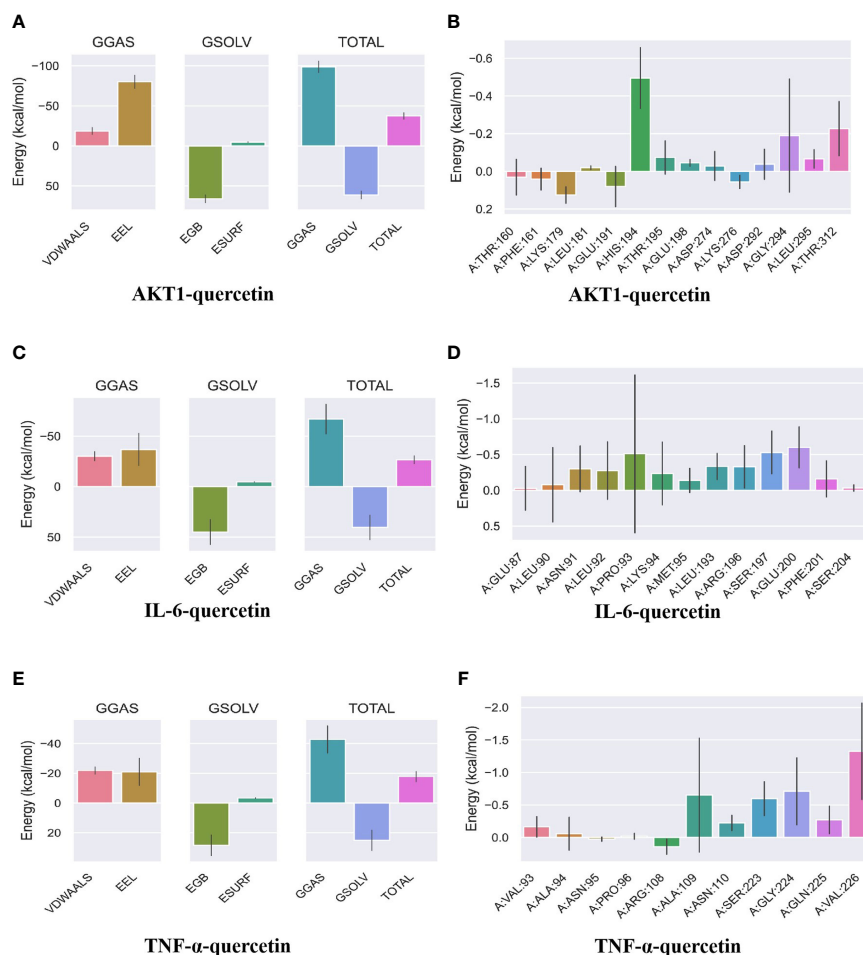 A
GGAS GSOLV TOTAL
Energy (kcal/mol)
−100
−50
0
50
VDWAALS EEL EGB ESURF GGAS GSOLV TOTAL
AKT1-quercetin
B
Energy (kcal/mol)
−0.6
−0.4
−0.2
0.0
0.2
A:THR:160 A:PHE:161 A:LYS:179 A:LEU:181 A:GLU:191 A:HIS:194 A:THR:195 A:GLU:198 A:ASP:274 A:LYS:276 A:ASP:292 A:GLY:294 A:LEU:295 A:THR:312
AKT1-quercetin
C
GGAS GSOLV TOTAL
Energy (kcal/mol)
−50
0
50
VDWAALS EEL EGB ESURF GGAS GSOLV TOTAL
IL-6-quercetin
D
Energy (kcal/mol)
−1.5
−1.0
−0.5
0.0
0.5
A:GLU:87 A:LEU:90 A:ASN:91 A:LEU:92 A:PRO:93 A:LYS:94 A:MET:95 A:LEU:193 A:ARG:196 A:SER:197 A:GLU:200 A:PHE:201 A:SER:204
IL-6-quercetin
E
GGAS GSOLV TOTAL
Energy (kcal/mol)
−40
−20
0
20
VDWAALS EEL EGB ESURF GGAS GSOLV TOTAL
TNF-α-quercetin
F
Energy (kcal/mol)
−2.0
−1.5
−1.0
−0.5
0.0
A:VAL:93 A:ALA:94 A:ASN:95 A:PRO:96 A:ARG:108 A:ALA:109 A:ASN:110 A:SER:223 A:GLY:224 A:GLN:225 A:VAL:226
TNF-α-quercetin